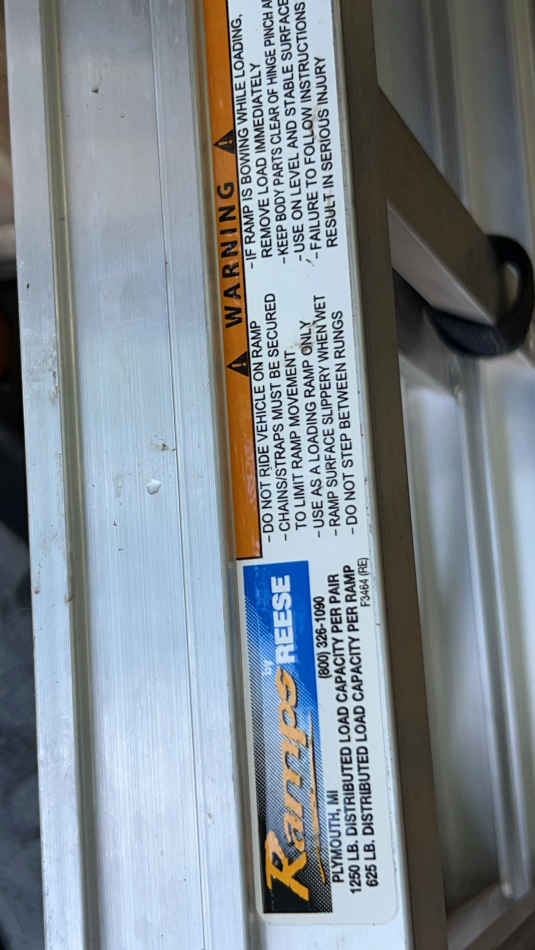 Ramps by REESE
PLYMOUTH, MI (800) 326-1090
1250 LB. DISTRIBUTED LOAD CAPACITY PER PAIR
625 LB. DISTRIBUTED LOAD CAPACITY PER RAMP
F3464 (RE)
WARNING
- DO NOT RIDE VEHICLE ON RAMP
- CHAINS/STRAPS MUST BE SECURED
TO LIMIT RAMP MOVEMENT
- USE AS A LOADING RAMP ONLY
- RAMP SURFACE SLIPPERY WHEN WET
- DO NOT STEP BETWEEN RUNGS
- IF RAMP IS BOWING WHILE LOADING,
REMOVE LOAD IMMEDIATELY
- KEEP BODY PARTS CLEAR OF HINGE PINCH
- USE ON LEVEL AND STABLE SURFACE
- FAILURE TO FOLLOW INSTRUCTIONS
RESULT IN SERIOUS INJURY